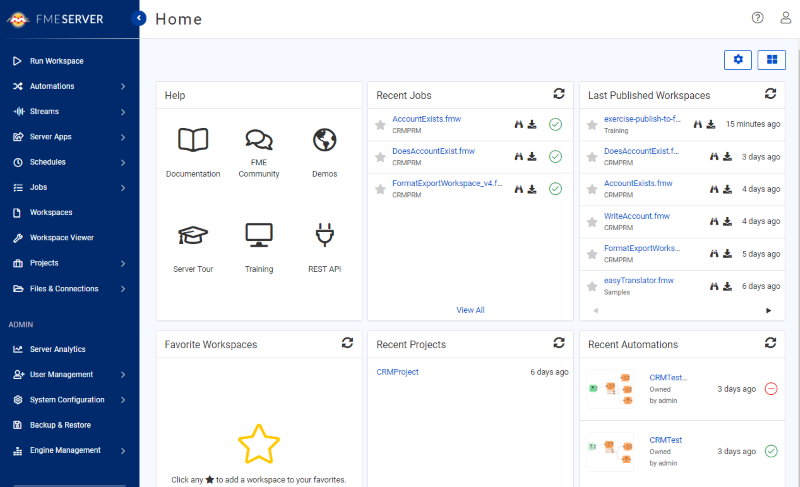 FMESERVER
Home
Run Workspace
Automations
Streams
Server Apps
Schedules
Jobs
Workspaces
Workspace Viewer
Projects
Files & Connections
ADMIN
Server Analytics
User Management
System Configuration
Backup & Restore
Engine Management
Help
Documentation
FME
Community
Demos
Server Tour
Training
REST API
Recent Jobs
AccountExists.fmw
CRMPRM
DoesAccountExist.fmw
CRMPRM
FormatExportWorkspace_v4.f...
CRMPRM
View All
Last Published Workspaces
exercise-publish-to-f... 15 minutes ago
Training
DoesAccountExist.f... 3 days ago
CRMPRM
AccountExists.fmw 4 days ago
CRMPRM
WriteAccount.fmw 4 days ago
CRMPRM
FormatExportWorks... 5 days ago
CRMPRM
easyTranslator.fmw 6 days ago
Samples
Favorite Workspaces
Click any ★ to add a workspace to your favorites.
Recent Projects
CRMProject 6 days ago
Recent Automations
CRMTest...
Owned 3 days ago
by admin
CRMTest
Owned 3 days ago
by admin